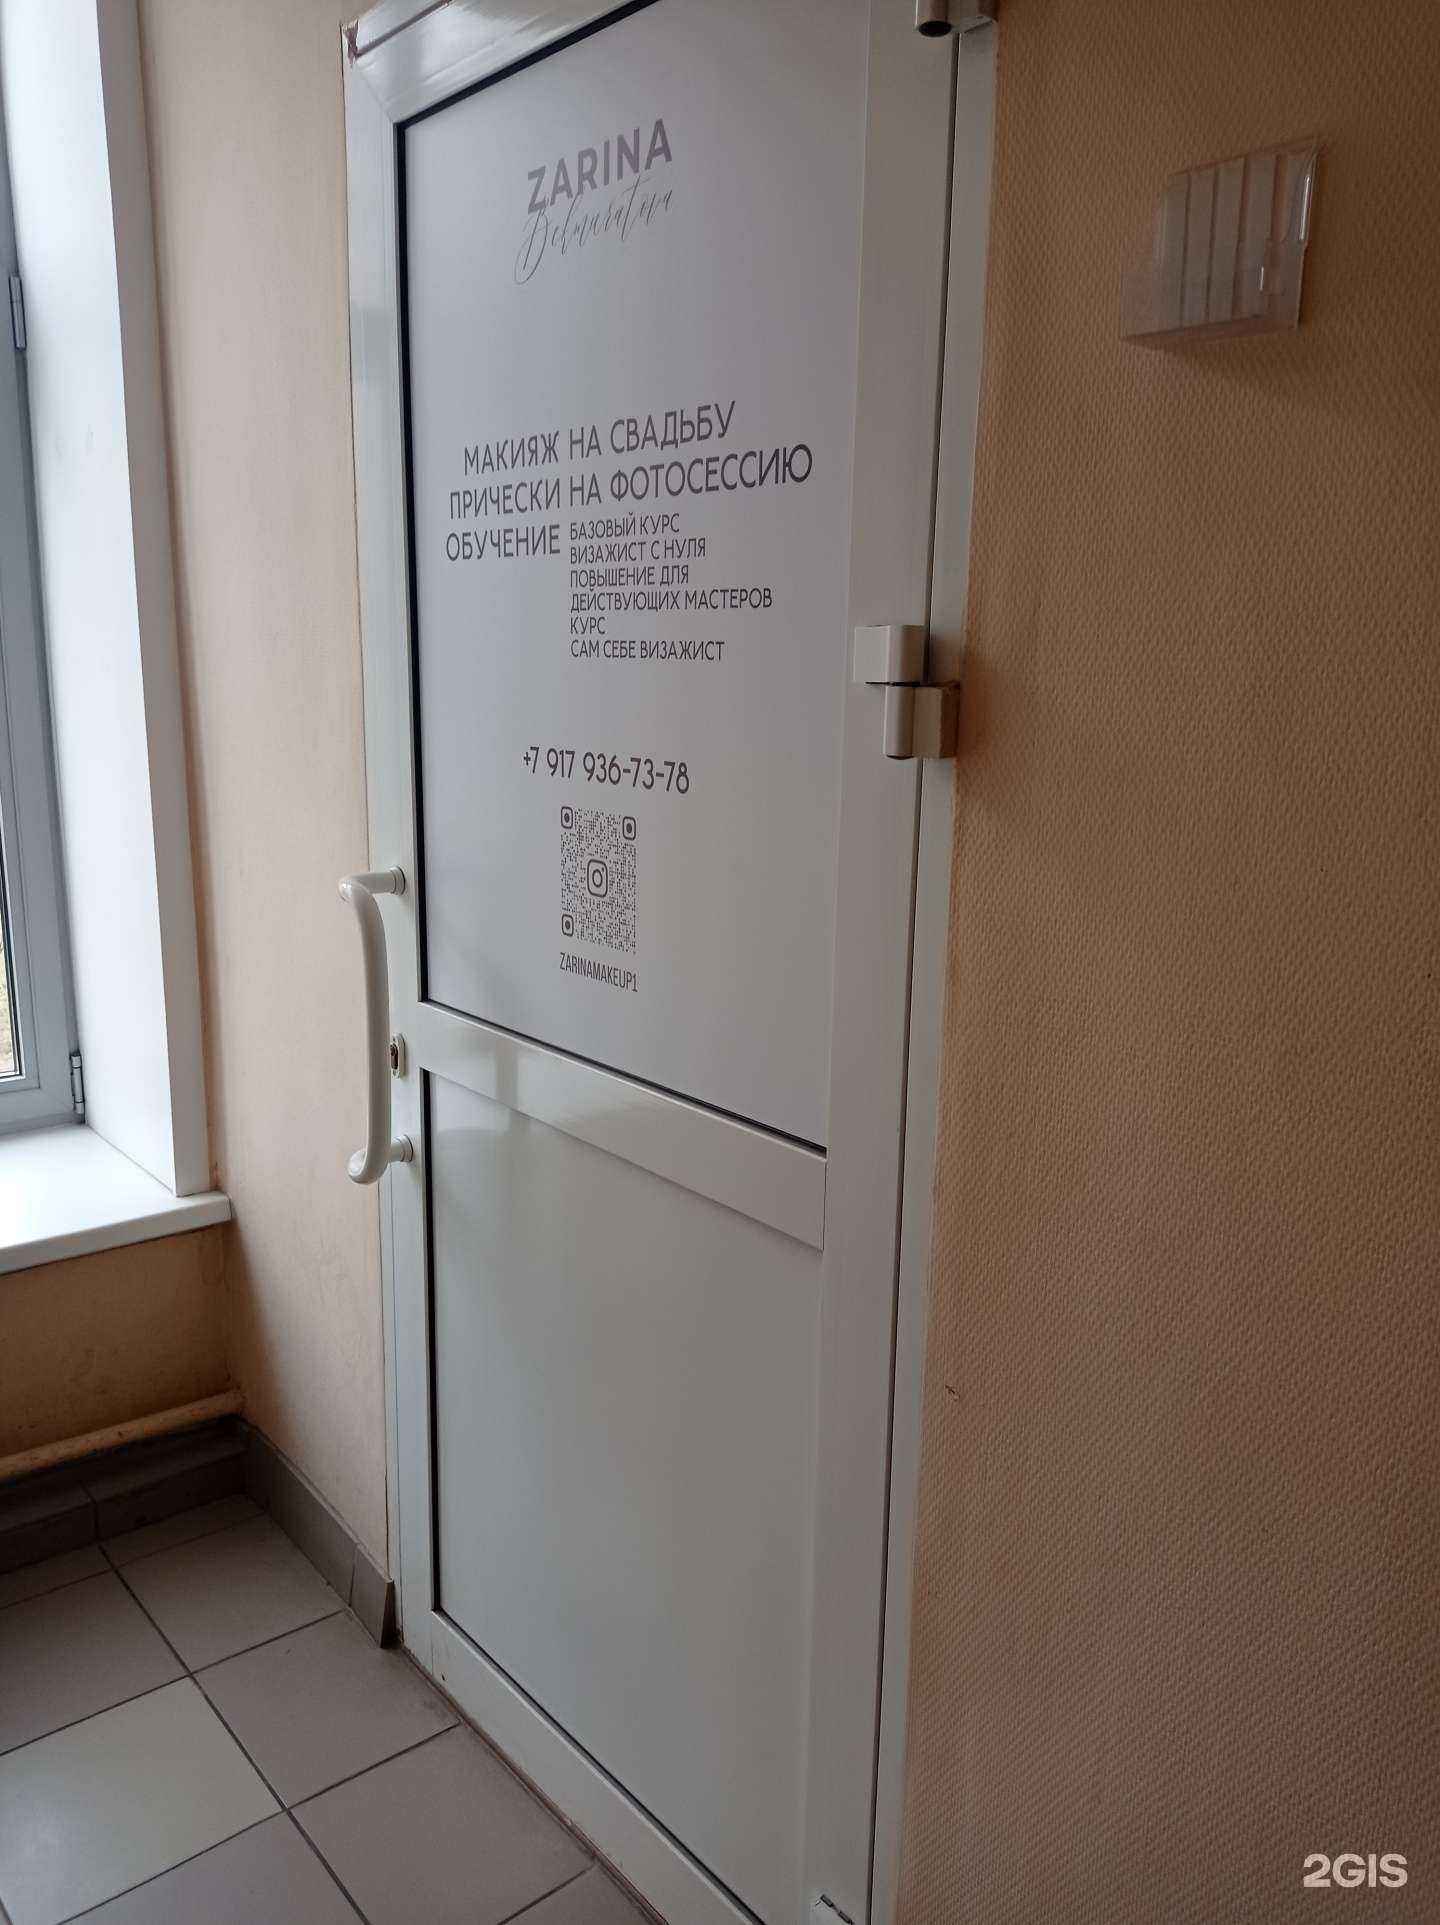 ZARINA
Bekmuratova
МАКИЯЖ НА СВАДЬБУ
ПРИЧЕСКИ НА ФОТОСЕССИЮ
ОБУЧЕНИЕ БАЗОВЫЙ КУРС
ВИЗАЖИСТ С НУЛЯ
ПОВЫШЕНИЕ ДЛЯ
ДЕЙСТВУЮЩИХ МАСТЕРОВ
КУРС
САМ СЕБЕ ВИЗАЖИСТ
+7 917 936-73-78
ZARINAMAKEUP1
2GIS